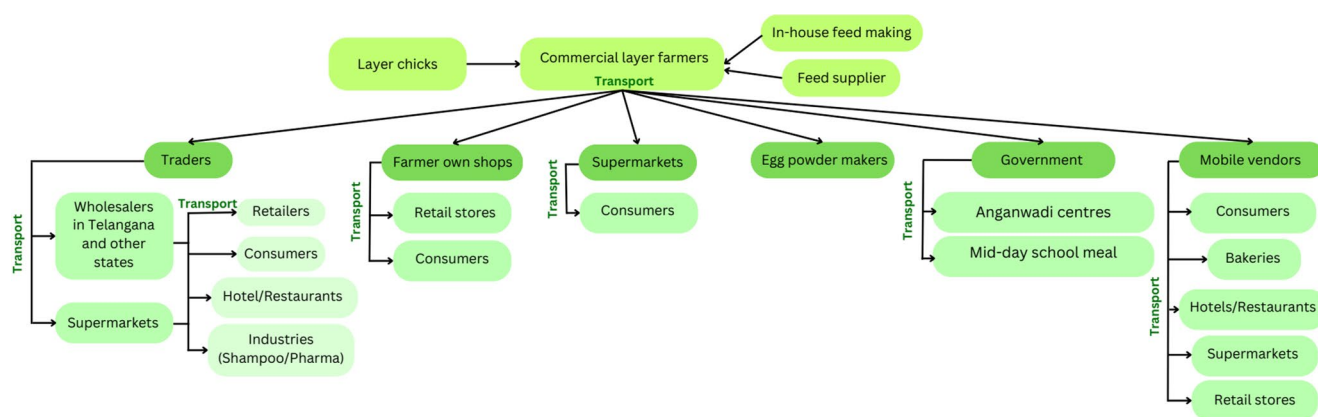 In-house feed making
Layer chicks
Commercial layer farmers
Transport
Feed supplier
Traders
Farmer own shops
Supermarkets
Egg powder makers
Government
Mobile vendors
Transport
Wholesalers
in Telangana
and other
states
Supermarkets
Transport
Retailers
Consumers
Hotel/Restaurants
Industries
(Shampoo/Pharma)
Transport
Retail stores
Consumers
Transport
Consumers
Transport
Anganwadi centres
Mid-day school meal
Transport
Consumers
Bakeries
Hotels/Restaurants
Supermarkets
Retail stores